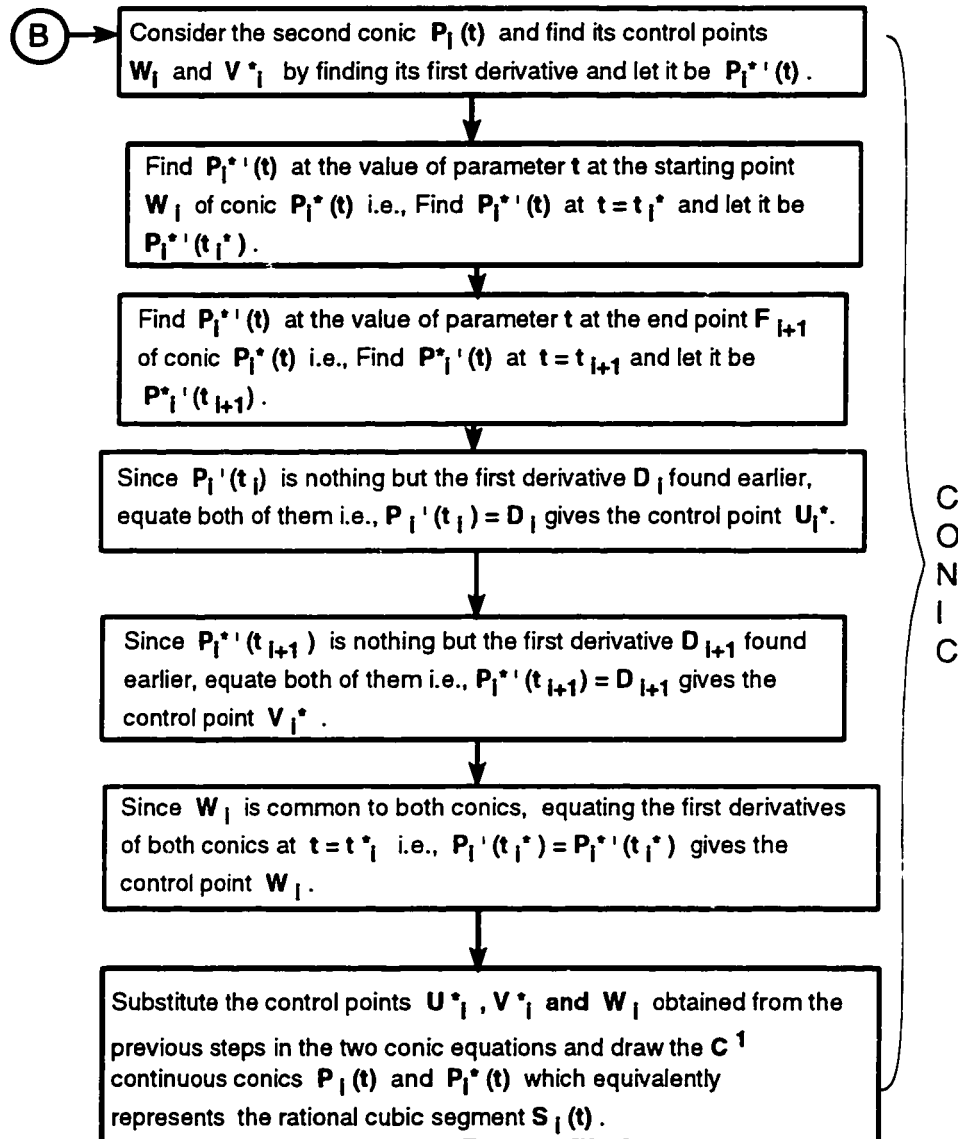 B
Consider the second conic P_i (t) and find its control points
W_i and V*_i by finding its first derivative and let it be P_i*'(t).
Find P_i*'(t) at the value of parameter t at the starting point
W_i of conic P_i*(t) i.e., Find P_i*'(t) at t = t_i* and let it be
P_i*'(t_i*).
Find P_i*'(t) at the value of parameter t at the end point F_i+1
of conic P_i*(t) i.e., Find P*_i'(t) at t = t_i+1 and let it be
P*_i'(t_i+1).
Since P_i'(t_i) is nothing but the first derivative D_i found earlier,
equate both of them i.e., P_i'(t_i) = D_i gives the control point U_i*.
Since P_i*'(t_i+1) is nothing but the first derivative D_i+1 found
earlier, equate both of them i.e., P_i*'(t_i+1) = D_i+1 gives the
control point V_i* .
Since W_i is common to both conics, equating the first derivatives
of both conics at t = t*_i i.e., P_i'(t_i*) = P_i*'(t_i*) gives the
control point W_i .
Substitute the control points U*_i , V*_i and W_i obtained from the
previous steps in the two conic equations and draw the C^1
continuous conics P_i(t) and P_i*(t) which equivalently
represents the rational cubic segment S_i(t) .
C
O
N
I
C